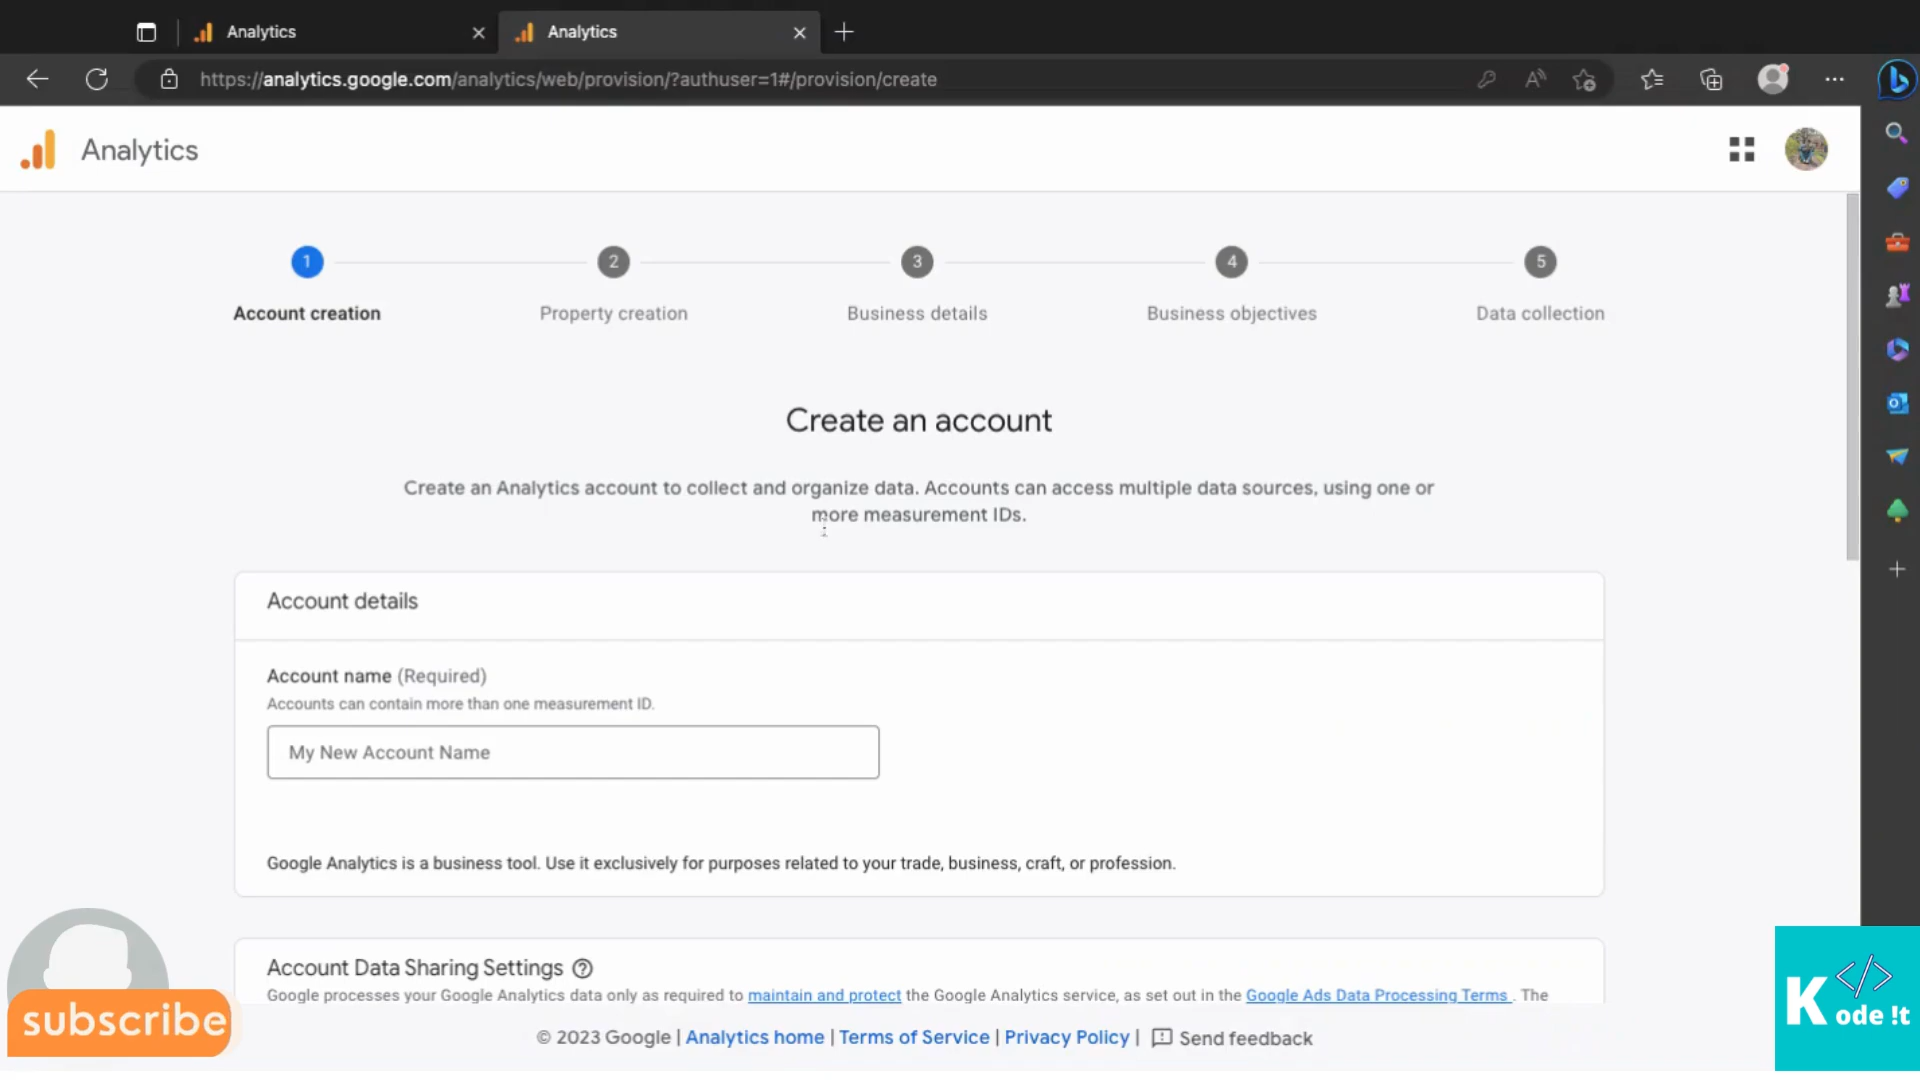 Analytics
Analytics
https://analytics.google.com/analytics/web/provision/?authuser=1#/provision/create
Analytics
1
2
3
4
5
Account creation
Property creation
Business details
Business objectives
Data collection
Create an account
Create an Analytics account to collect and organize data. Accounts can access multiple data sources, using one or
more measurement IDs.
Account details
Account name (Required)
Accounts can contain more than one measurement ID.
My New Account Name
Google Analytics is a business tool. Use it exclusively for purposes related to your trade, business, craft, or profession.
Account Data Sharing Settings
Google processes your Google Analytics data only as required to maintain and protect the Google Analytics service, as set out in the Google Ads Data Processing Terms . The
© 2023 Google | Analytics home | Terms of Service | Privacy Policy | Send feedback
subscribe
K </>
ode !t